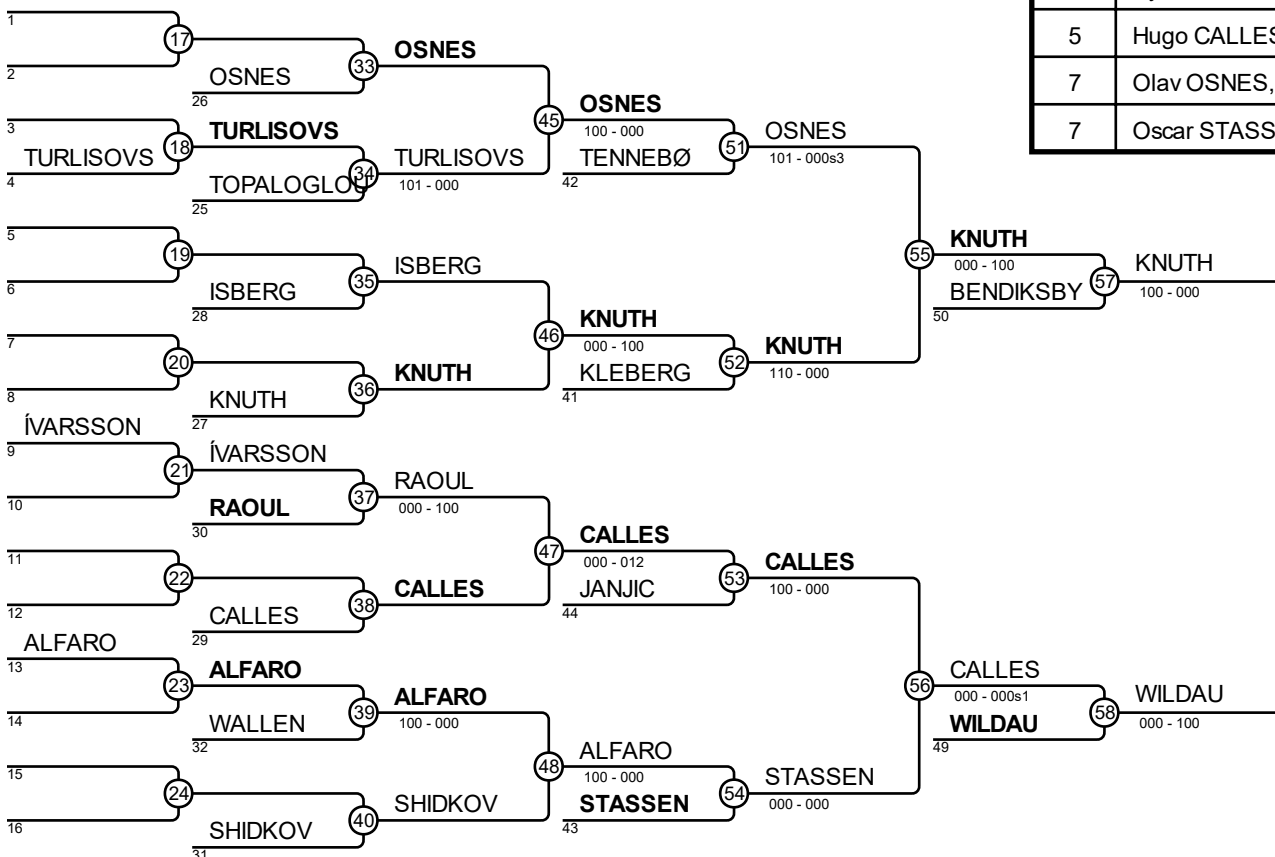 1
17
2
OSNES
26
33
OSNES
3
18
TURLISOVS
4
TURLISOVS
TOPALOGLOU
25
34
TURLISOVS
101 - 000
45
OSNES
100 - 000
TENNEBØ
42
51
OSNES
101 - 000s3
5
19
6
ISBERG
28
35
ISBERG
7
20
8
KNUTH
27
36
KNUTH
46
KNUTH
000 - 100
KLEBERG
41
52
KNUTH
110 - 000
55
KNUTH
000 - 100
BENDIKSBY
50
57
KNUTH
100 - 000
ÍVARSSON
9
21
10
ÍVARSSON
RAOUL
30
37
RAOUL
000 - 100
11
22
12
CALLES
29
38
CALLES
47
CALLES
000 - 012
JANJIC
44
53
CALLES
100 - 000
ALFARO
13
23
14
ALFARO
WALLEN
32
39
ALFARO
100 - 000
15
24
16
SHIDKOV
31
40
SHIDKOV
48
ALFARO
100 - 000
STASSEN
43
54
STASSEN
000 - 000
56
CALLES
000 - 000s1
WILDAU
49
58
WILDAU
000 - 100
5 Hugo CALLES
7 Olav OSNES,
7 Oscar STASS